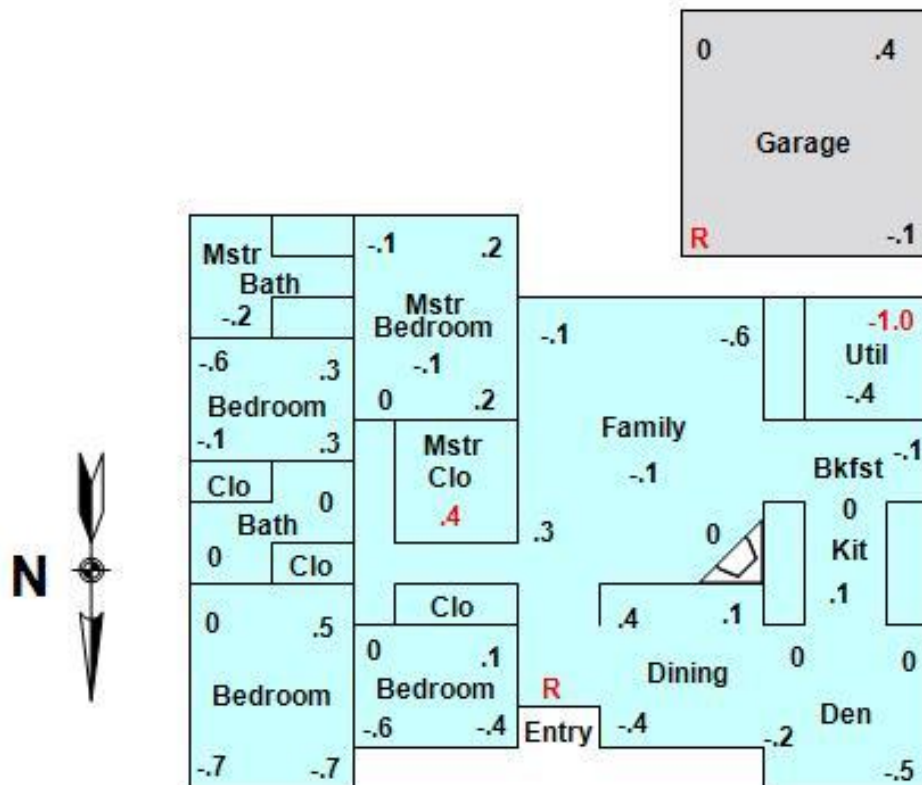 0 .4
Garage
R -.1
Mstr
Bath
-.2
-.1 .2
Mstr
Bedroom
-.1
0 .2
-.1 -.6
-1.0
Util
-.4
-.6 .3
Bedroom
-.1 .3
Family
-.1
.3 0
Mstr
Clo
.4
-.1
Bkfst
0
Kit
.1
Clo
0
Bath
0
Clo
N
Clo
0 .5
Bedroom
-.7 -.7
0 .1
Bedroom
-.6 -.4
R
Entry
.4 .1
Dining
-.4
0 0
Den
-.2
-.5